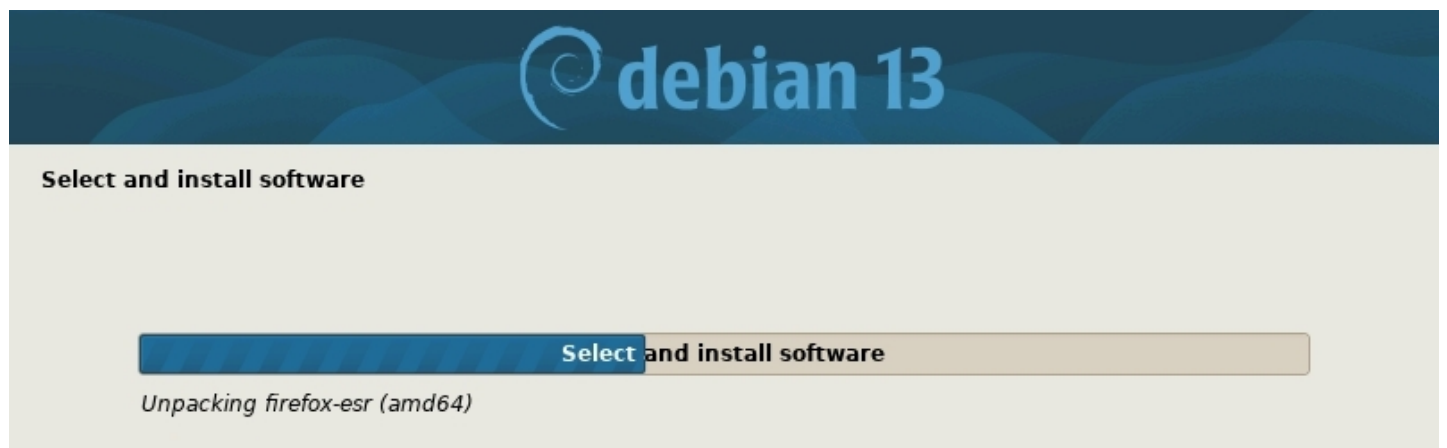 debian 13
Select and install software
Select and install software
Unpacking firefox-esr (amd64)